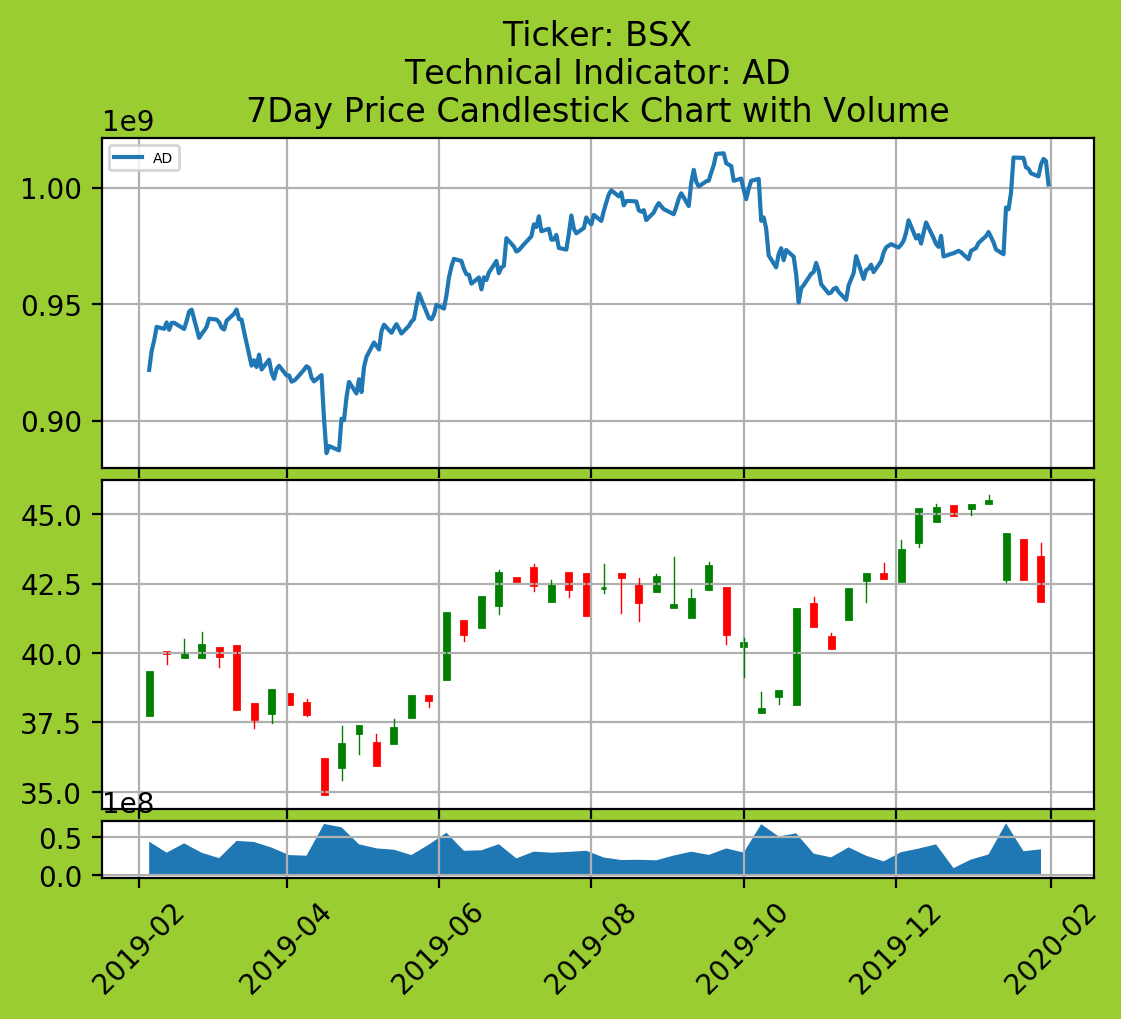 Ticker: BSX
Technical Indicator: AD
7Day Price Candlestick Chart with Volume
1e9
AD
1.00
0.95
0.90
45.0
42.5
40.0
37.5
35.0
1e8
0.5
0.0
2019-02
2019-04
2019-06
2019-08
2019-10
2019-12
2020-02